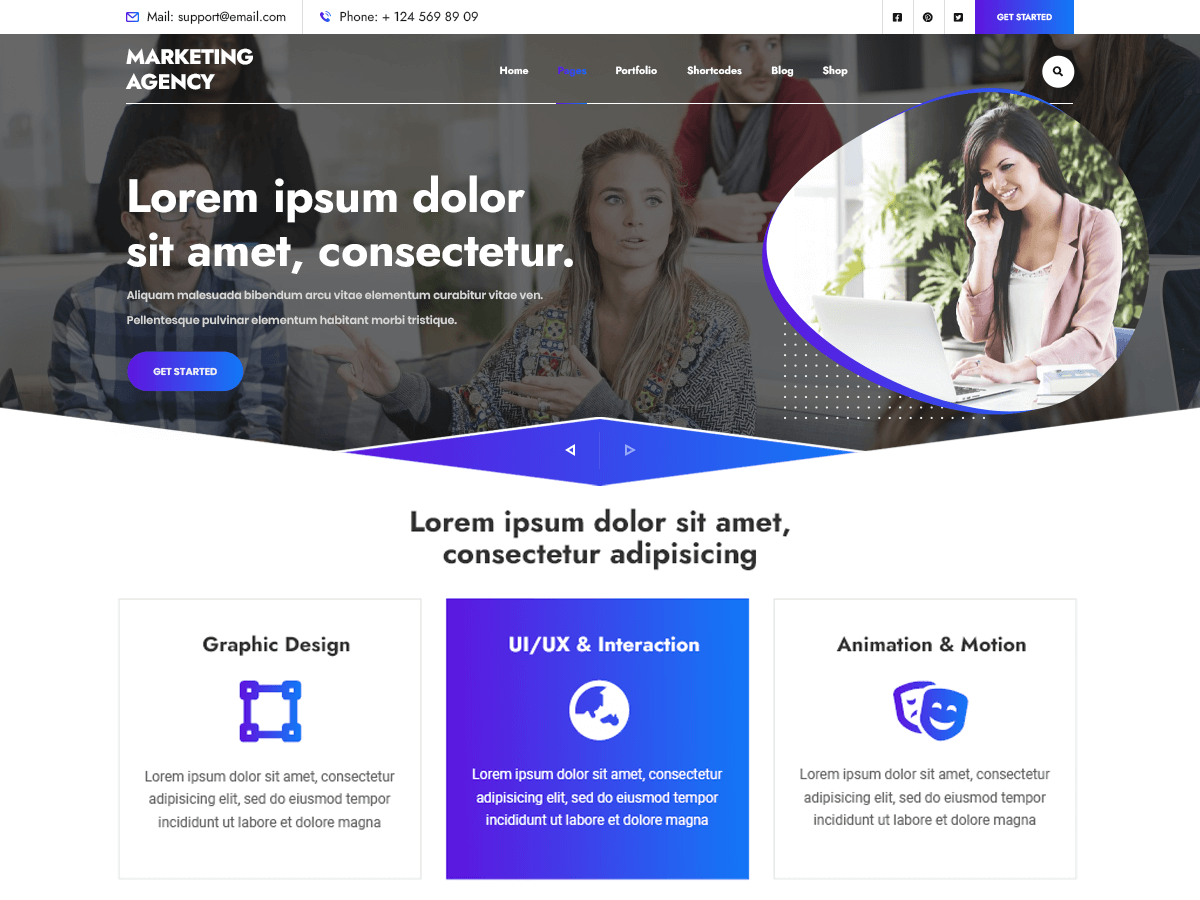 Mail: support@email.com
Phone: + 124 569 89 09
GET STARTED
MARKETING
AGENCY
Home Pages Portfolio Shortcodes Blog Shop
Lorem ipsum dolor
sit amet, consectetur.
Aliquam malesuada bibendum arcu vitae elementum curabitur vitae ven.
Pellentesque pulvinar elementum habitant morbi tristique.
GET STARTED
Lorem ipsum dolor sit amet,
consectetur adipisicing
Graphic Design
Lorem ipsum dolor sit amet, consectetur
adipisicing elit, sed do eiusmod tempor
incididunt ut labore et dolore magna
UI/UX & Interaction
Lorem ipsum dolor sit amet, consectetur
adipisicing elit, sed do eiusmod tempor
incididunt ut labore et dolore magna
Animation & Motion
Lorem ipsum dolor sit amet, consectetur
adipisicing elit, sed do eiusmod tempor
incididunt ut labore et dolore magna